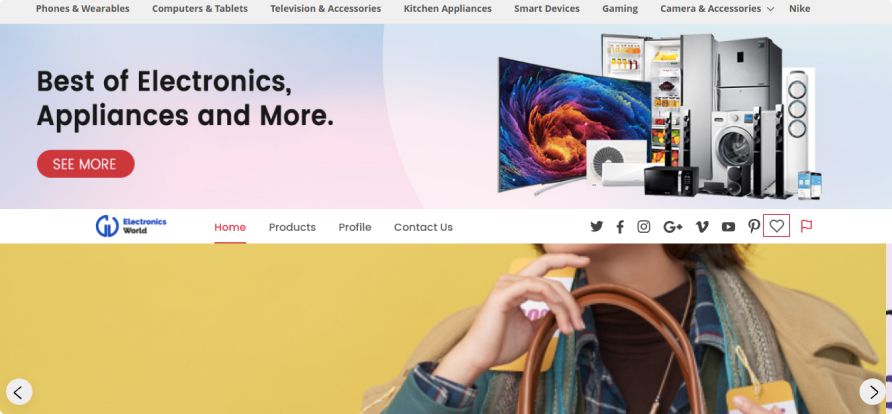 Phones & Wearables Computers & Tablets Television & Accessories Kitchen Appliances Smart Devices Gaming Camera & Accessories Nike
Best of Electronics,
Appliances and More.
SEE MORE
Electronics
World
Home Products Profile Contact Us